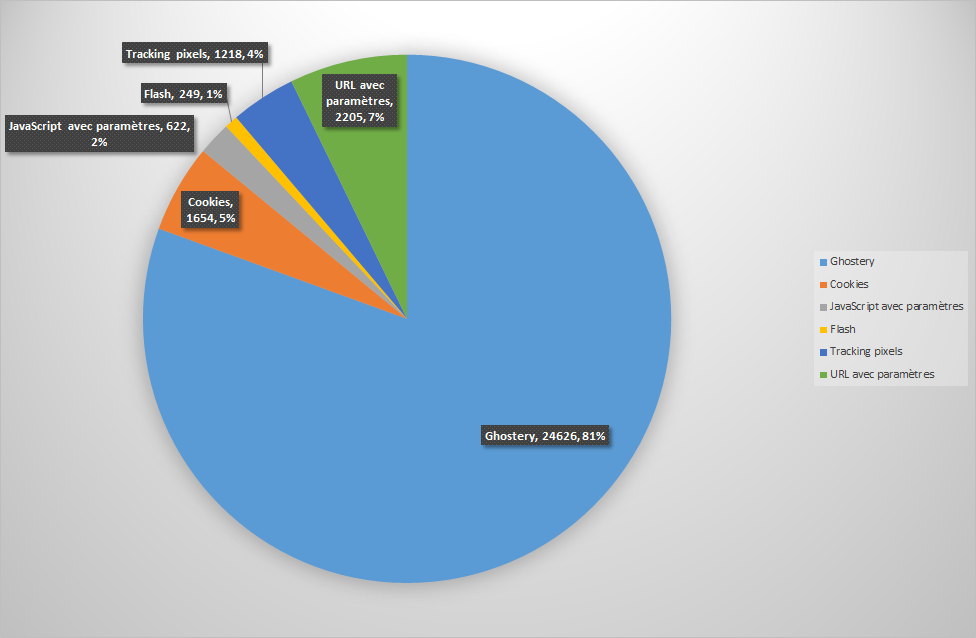 Tracking pixels, 1218, 4%
Flash, 249, 1%
JavaScript avec paramètres, 622,
2%
URL avec
paramètres,
2205, 7%
Cookies,
1654, 5%
Ghostery, 24626, 81%
Ghostery
Cookies
JavaScript avec paramètres
Flash
Tracking pixels
URL avec paramètres